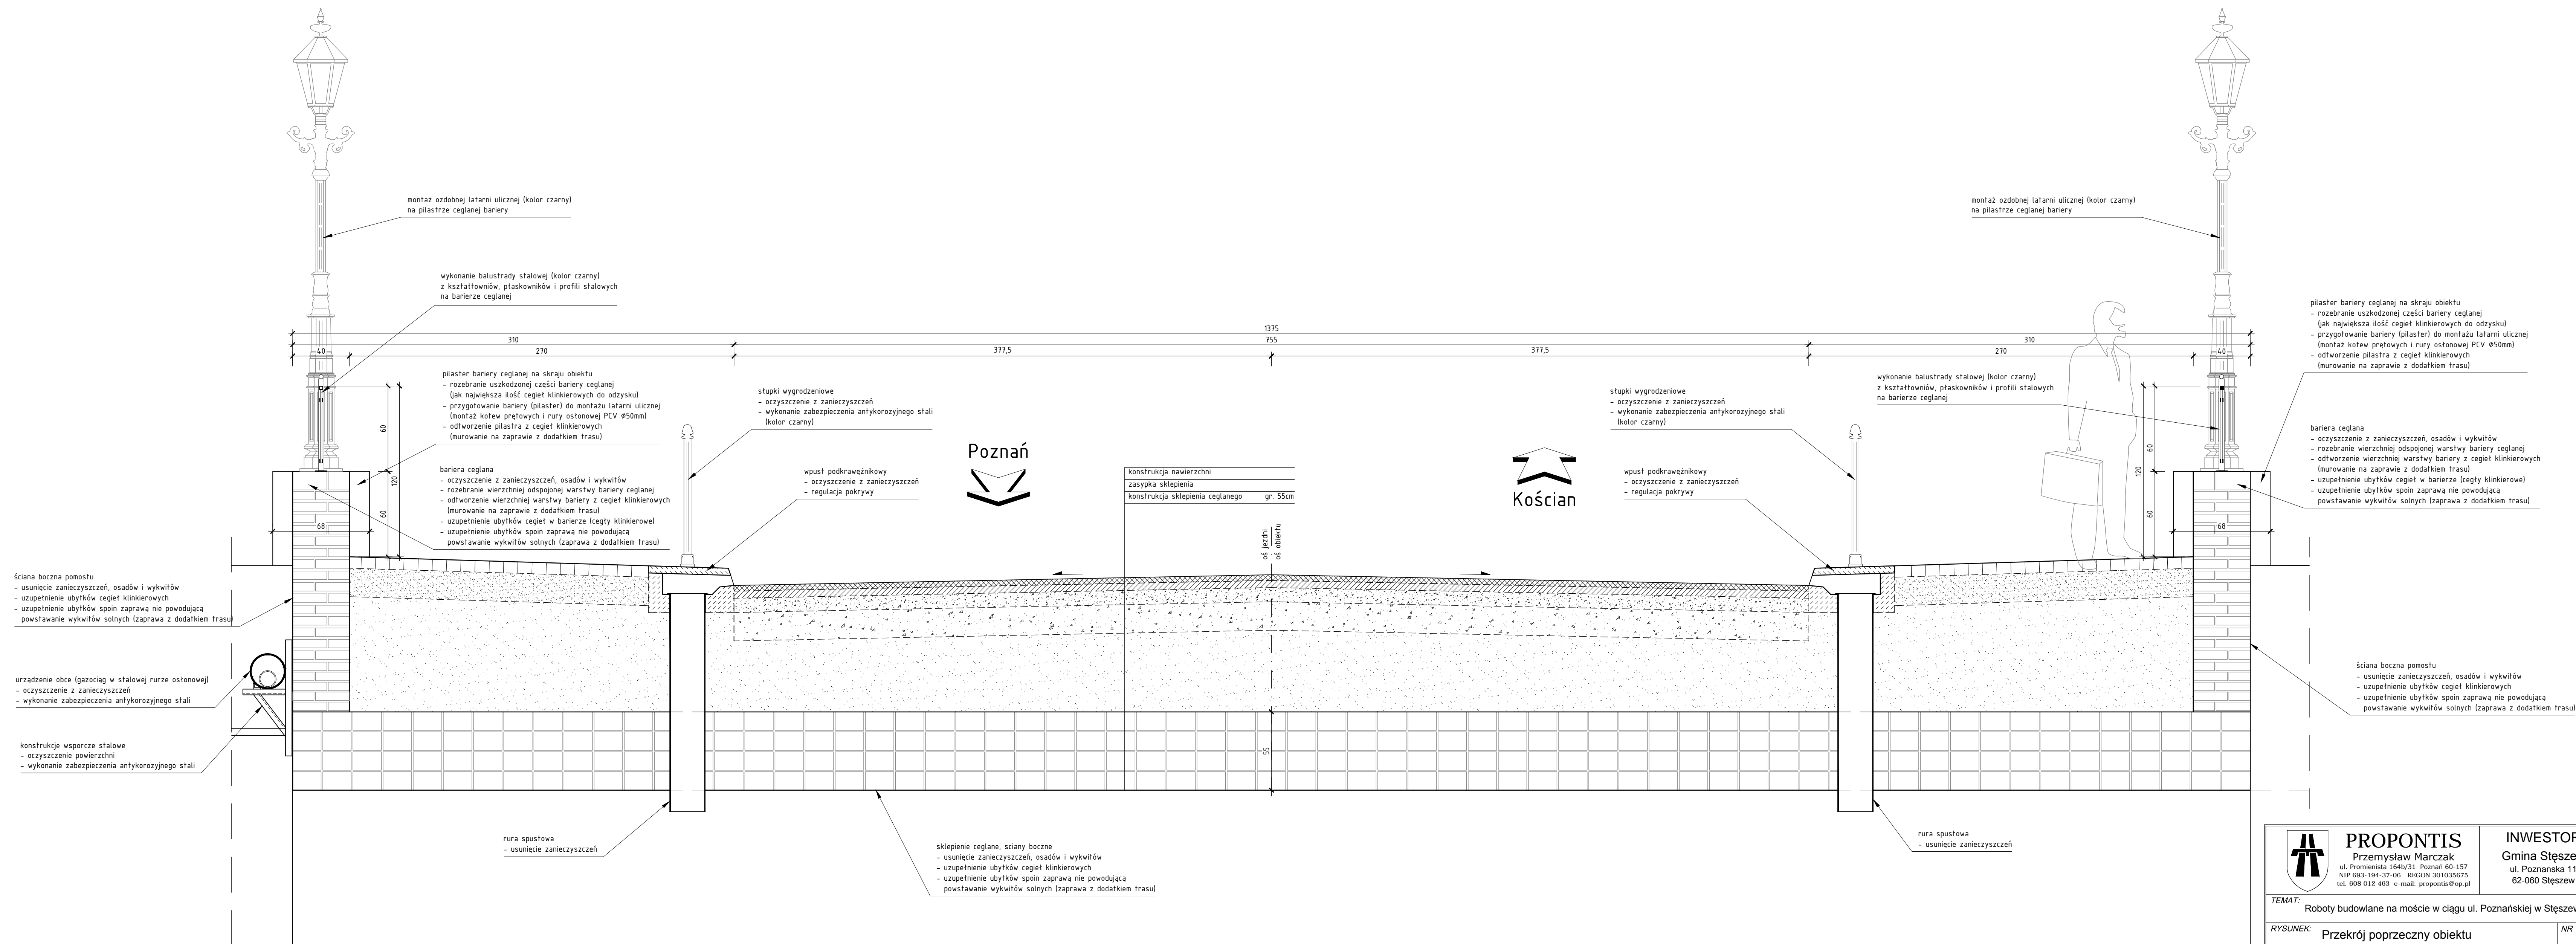 montaż ozdobnej latarni ulicznej (kolor czarny)
na pilastrze ceglanej bariery
wykonanie balustrady stalowej (kolor czarny)
z kształtowniów, płaskowników i profili stalowych
na barierze ceglanej
montaż ozdobnej latarni ulicznej (kolor czarny)
na pilastrze ceglanej bariery
1375
310
755
310
40
270
377,5
377,5
270
40
pilaster bariery ceglanej na skraju obiektu
- rozebranie uszkodzonej części bariery ceglanej
(jak największa ilość cegieł klinkierowych do odzysku)
- przygotowanie bariery (pilaster) do montażu latarni ulicznej
(montaż kotew prętowych i rury osłonowej PCV Ø50mm)
- odtworzenie pilastra z cegieł klinkierowych
(murowanie na zaprawie z dodatkiem trasu)
bariera ceglana
- oczyszczenie z zanieczyszczeń, osadów i wykwitów
- rozebranie wierzchniej odspojonej warstwy bariery ceglanej
- odtworzenie wierzchniej warstwy bariery z cegieł klinkierowych
(murowanie na zaprawie z dodatkiem trasu)
- uzupełnienie ubytków cegieł w barierze (cegły klinkierowe)
- uzupełnienie ubytków spoin zaprawą nie powodującą
powstawanie wykwitów solnych (zaprawa z dodatkiem trasu)
60
120
60
68
słupki wygrodzeniowe
- oczyszczenie z zanieczyszczeń
- wykonanie zabezpieczenia antykorozyjnego stali
(kolor czarny)
wpust podkrawężnikowy
- oczyszczenie z zanieczyszczeń
- regulacja pokrywy
Poznań
konstrukcja nawierzchni
zasypka sklepienia
konstrukcja sklepienia ceglanego gr. 55cm
oś jezdni
oś obiektu
Kościan
słupki wygrodzeniowe
- oczyszczenie z zanieczyszczeń
- wykonanie zabezpieczenia antykorozyjnego stali
(kolor czarny)
wpust podkrawężnikowy
- oczyszczenie z zanieczyszczeń
- regulacja pokrywy
wykonanie balustrady stalowej (kolor czarny)
z kształtowniów, płaskowników i profili stalowych
na barierze ceglanej
60
120
60
68
pilaster bariery ceglanej na skraju obiektu
- rozebranie uszkodzonej części bariery ceglanej
(jak największa ilość cegieł klinkierowych do odzysku)
- przygotowanie bariery (pilaster) do montażu latarni ulicznej
(montaż kotew prętowych i rury osłonowej PCV Ø50mm)
- odtworzenie pilastra z cegieł klinkierowych
(murowanie na zaprawie z dodatkiem trasu)
bariera ceglana
- oczyszczenie z zanieczyszczeń, osadów i wykwitów
- rozebranie wierzchniej odspojonej warstwy bariery ceglanej
- odtworzenie wierzchniej warstwy bariery z cegieł klinkierowych
(murowanie na zaprawie z dodatkiem trasu)
- uzupełnienie ubytków cegieł w barierze (cegły klinkierowe)
- uzupełnienie ubytków spoin zaprawą nie powodującą
powstawanie wykwitów solnych (zaprawa z dodatkiem trasu)
ściana boczna pomostu
- usunięcie zanieczyszczeń, osadów i wykwitów
- uzupełnienie ubytków cegieł klinkierowych
- uzupełnienie ubytków spoin zaprawą nie powodującą
powstawanie wykwitów solnych (zaprawa z dodatkiem trasu)
urządzenie obce (gazociąg w stalowej rurze osłonowej)
- oczyszczenie z zanieczyszczeń
- wykonanie zabezpieczenia antykorozyjnego stali
konstrukcje wsporcze stalowe
- oczyszczenie powierzchni
- wykonanie zabezpieczenia antykorozyjnego stali
ściana boczna pomostu
- usunięcie zanieczyszczeń, osadów i wykwitów
- uzupełnienie ubytków cegieł klinkierowych
- uzupełnienie ubytków spoin zaprawą nie powodującą
powstawanie wykwitów solnych (zaprawa z dodatkiem trasu)
55
rura spustowa
- usunięcie zanieczyszczeń
sklepienie ceglane, sciany boczne
- usunięcie zanieczyszczeń, osadów i wykwitów
- uzupełnienie ubytków cegieł klinkierowych
- uzupełnienie ubytków spoin zaprawą nie powodującą
powstawanie wykwitów solnych (zaprawa z dodatkiem trasu)
rura spustowa
- usunięcie zanieczyszczeń
PROPONTIS
Przemysław Marczak
ul. Promienista 164b/31 Poznań 60-157
NIP 693-194-37-06 REGON 301035675
tel. 608 012 463 e-mail: propontis@op.pl
INWESTOR
Gmina Stęsze
ul. Poznanska 11
62-060 Stęszew
TEMAT:
Roboty budowlane na moście w ciągu ul. Poznańskiej w Stęszew
RYSUNEK:
Przekrój poprzeczny obiektu
NR